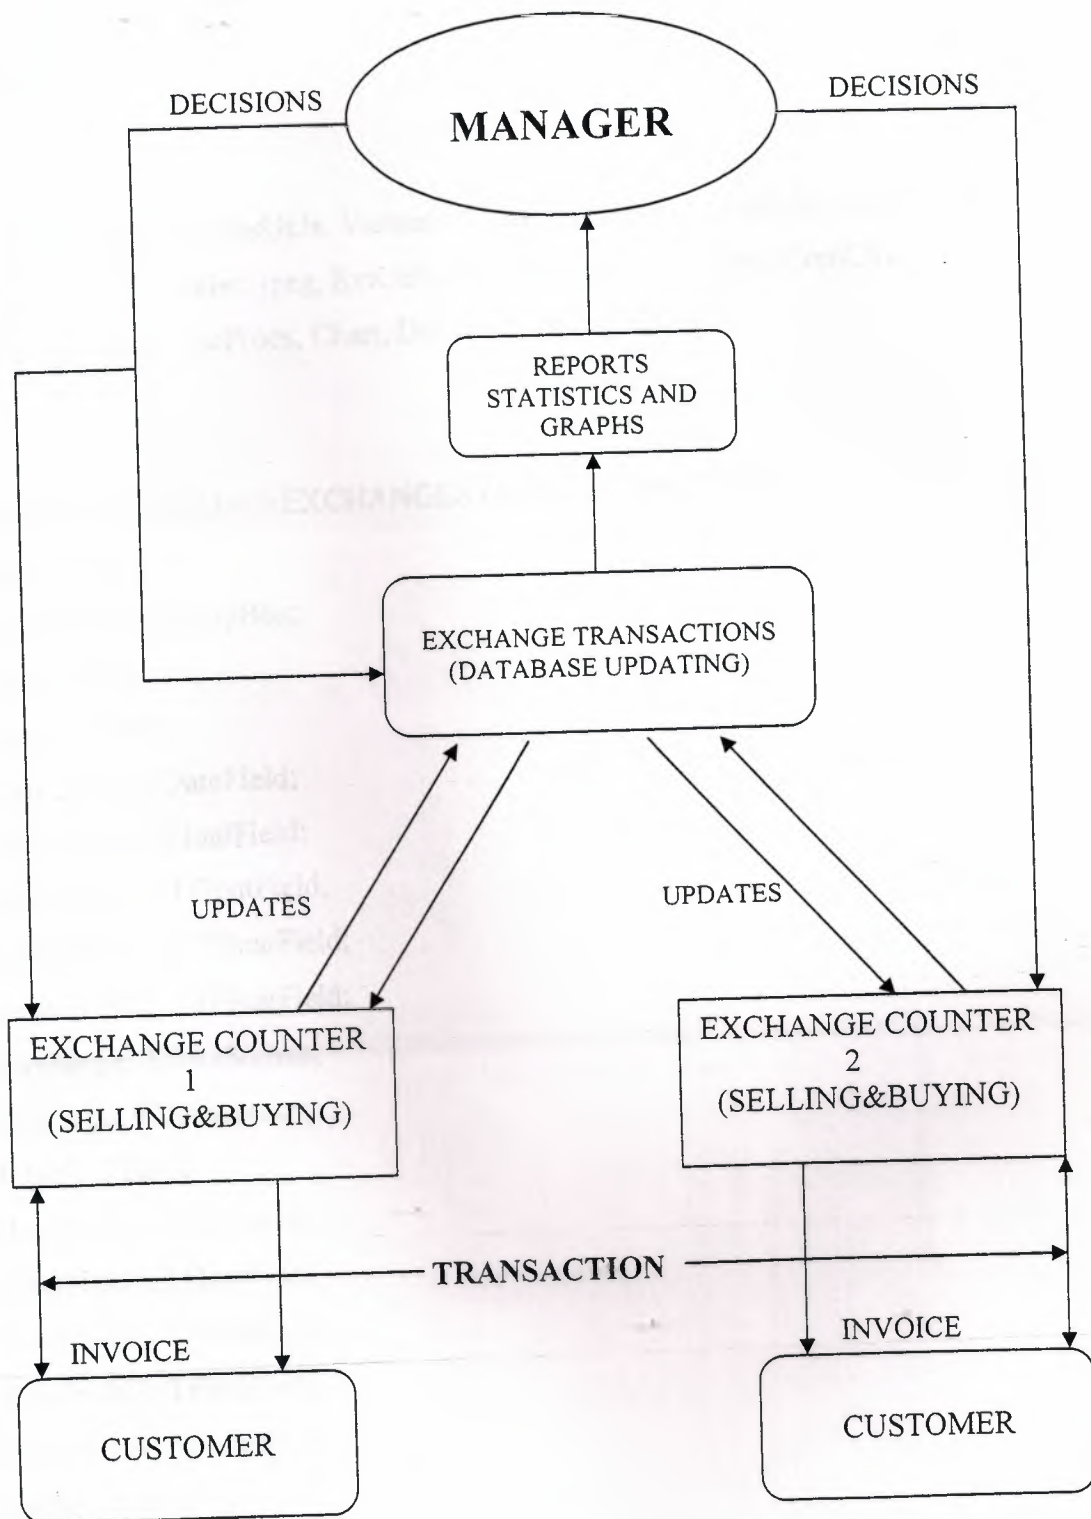 DECISIONS
DECISIONS
MANAGER
REPORTS
STATISTICS AND
GRAPHS
EXCHANGE TRANSACTIONS
(DATABASE UPDATING)
UPDATES
UPDATES
EXCHANGE COUNTER
1
(SELLING&BUYING)
EXCHANGE COUNTER
2
(SELLING&BUYING)
TRANSACTION
INVOICE
INVOICE
CUSTOMER
CUSTOMER